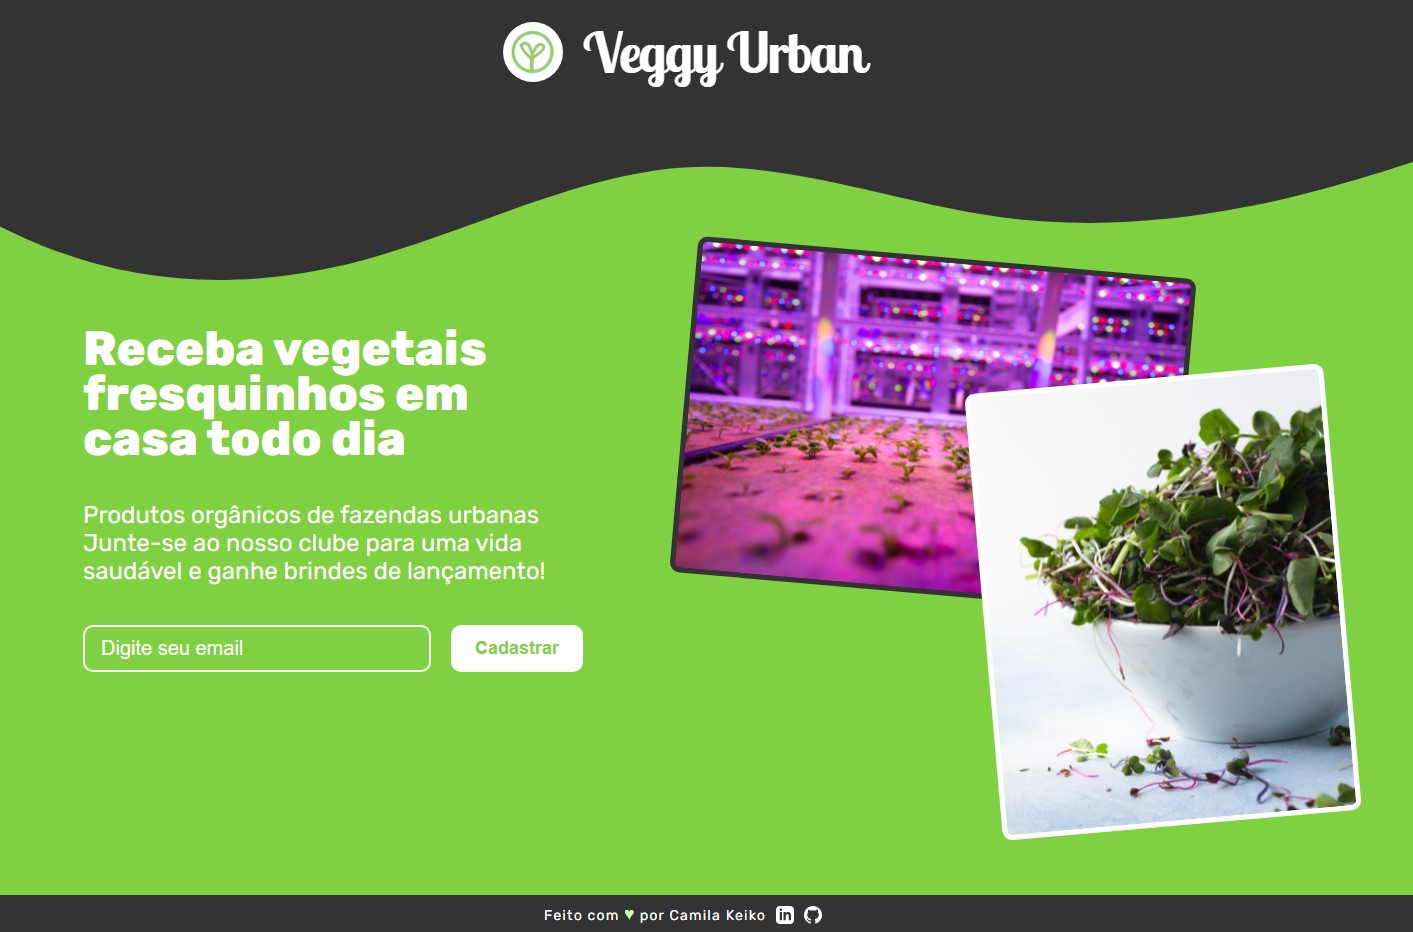 Veggy Urban
Receba vegetais
fresquinhos em
casa todo dia
Produtos orgânicos de fazendas urbanas
Junte-se ao nosso clube para uma vida
saudável e ganhe brindes de lançamento!
Digite seu email
Cadastrar
Feito com ♥ por Camila Keiko in